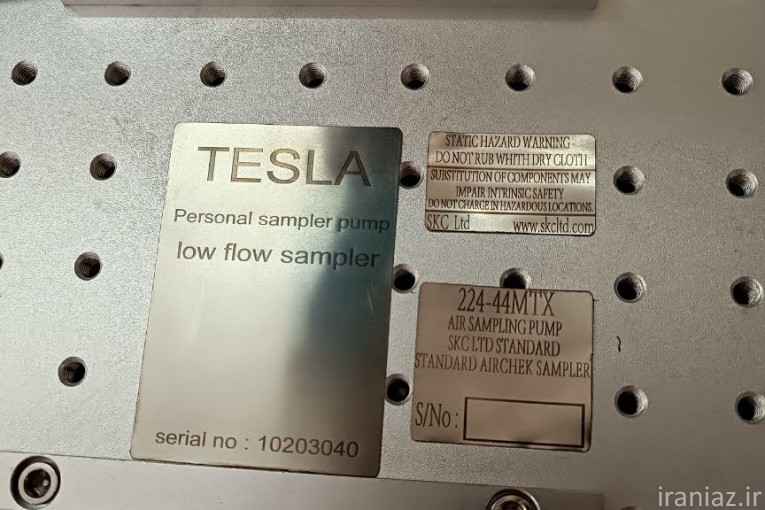 TESLA
Personal sampler pump
low flow sampler
serial no : 10203040
STATIC HAZARD WARNING
DO NOT RUB WHITH DRY CLOTH
SUBSTITUTION OF COMPONENTS MAY
IMPAIR INTRINSIC SAFETY
DO NOT CHARGE IN HAZARDOUS LOCATIONS
SKC Ltd www.skcltd.com
224-44MTX
AIR SAMPLING PUMP
SKC LTD STANDARD
STANDARD AIRCHEK SAMPLER
S/No :
iraniaz.ir